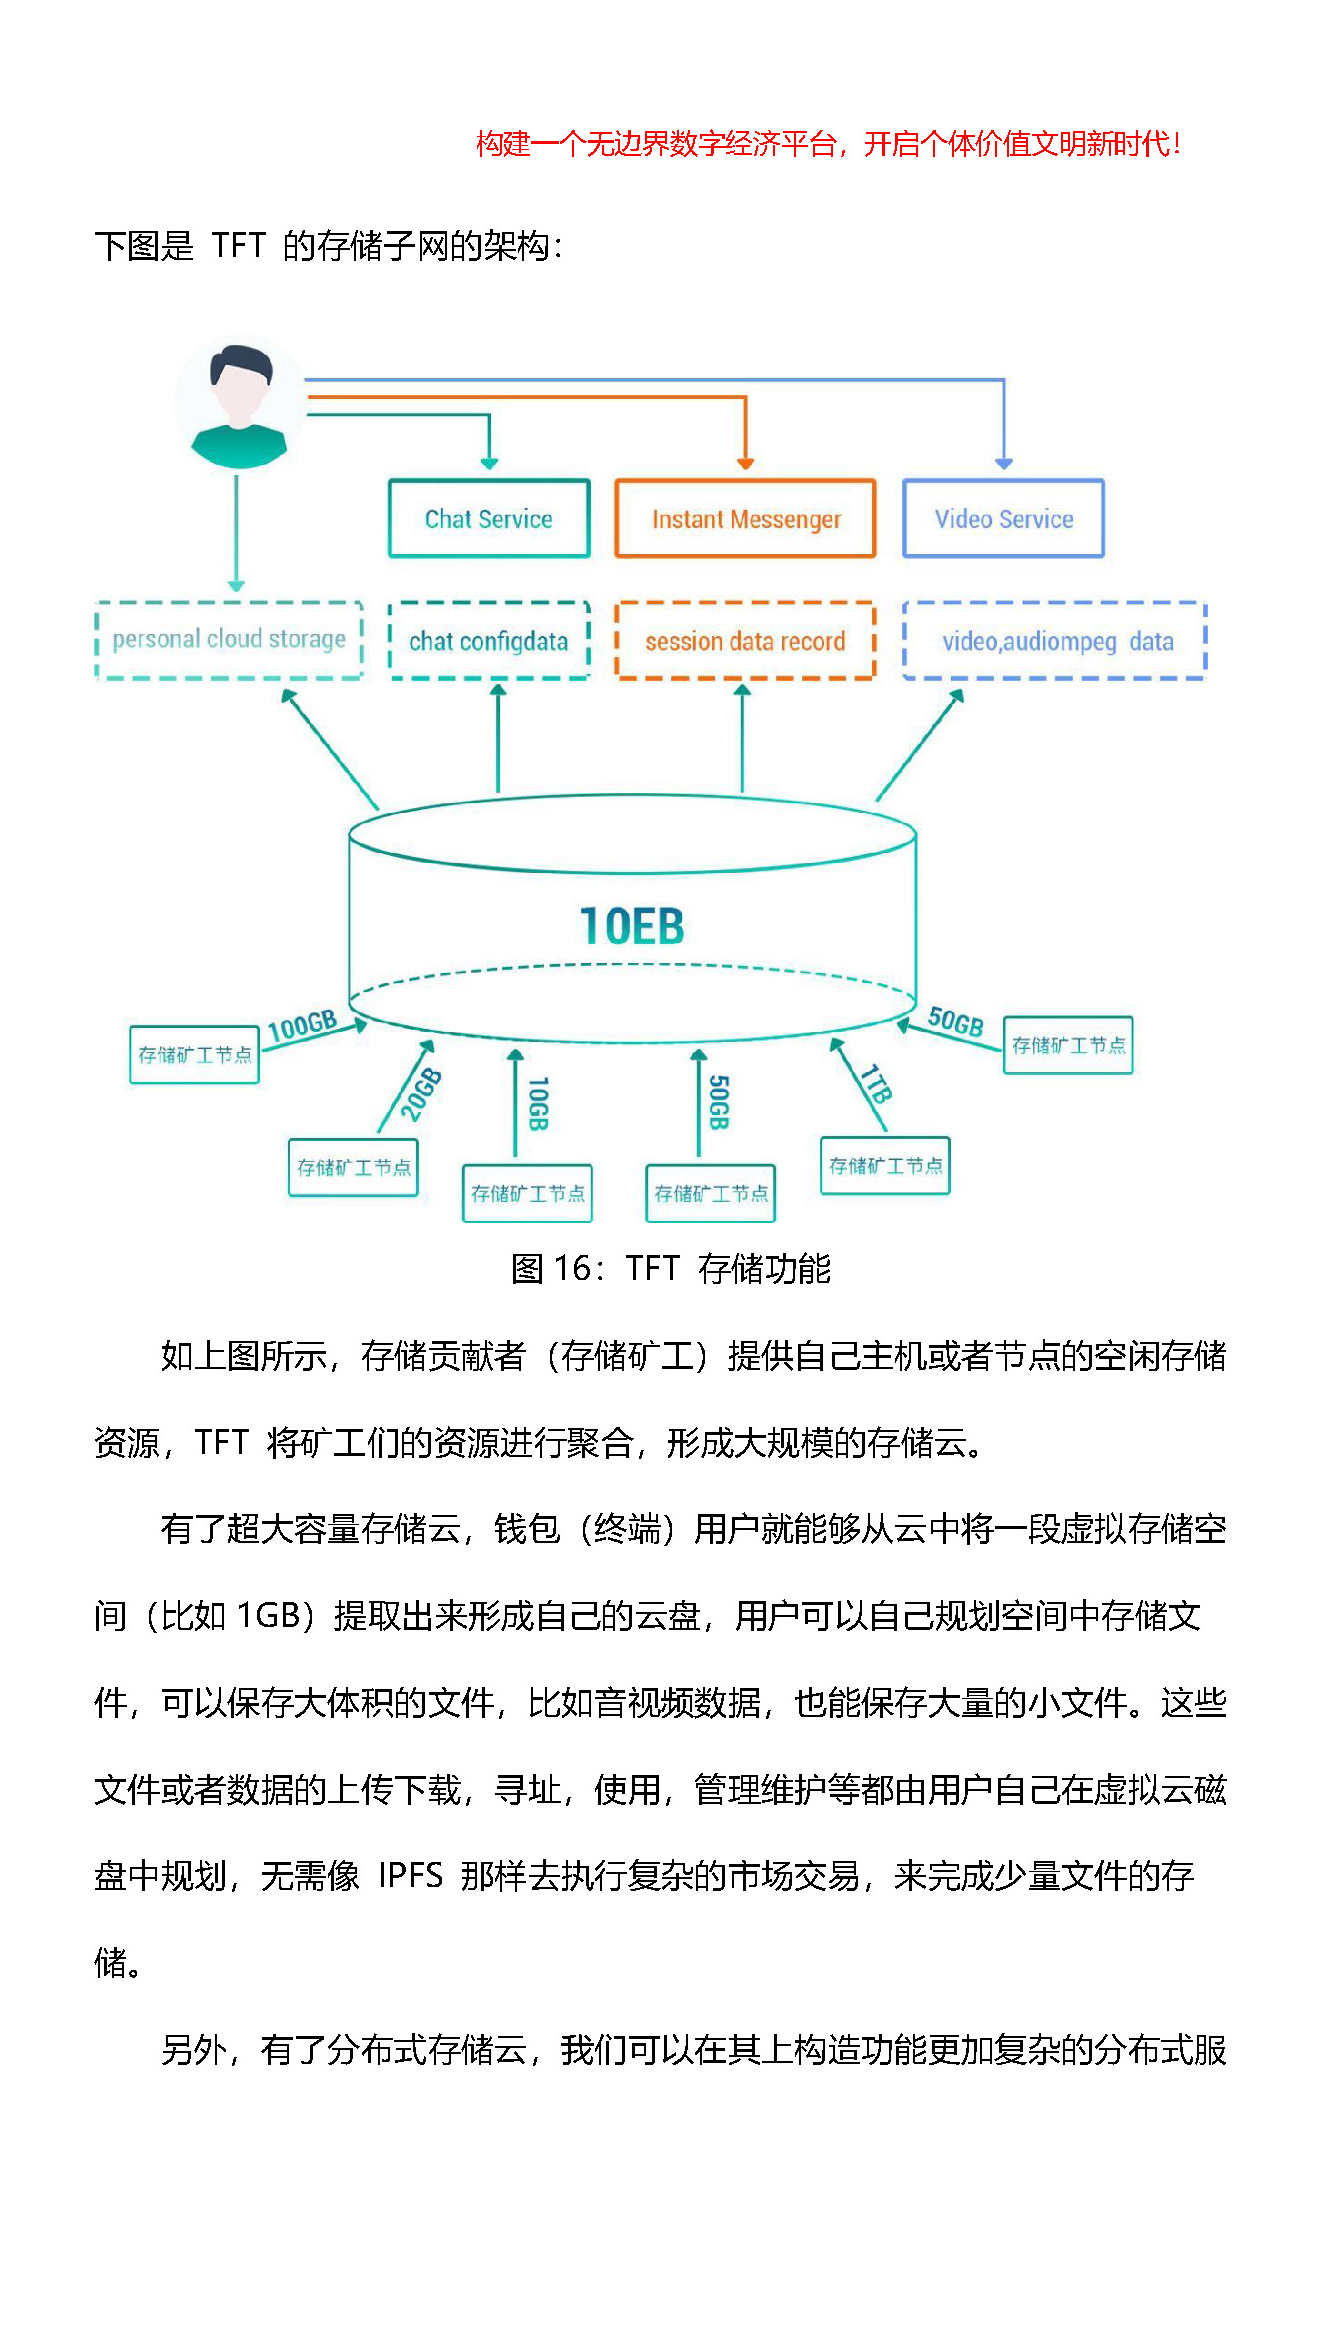 构建一个无边界数字经济平台，开启个体价值文明新时代！
下图是 TFT 的存储子网的架构：
Chat Service
Instant Messenger
Video Service
personal cloud storage
chat configdata
session data record
video,audiompeg data
10EB
100GB
50GB
存储矿工节点
存储矿工节点
20GB
10GB
50GB
1TB
存储矿工节点
存储矿工节点
存储矿工节点
存储矿工节点
图 16：TFT 存储功能
如上图所示，存储贡献者（存储矿工）提供自己主机或者节点的空闲存储
资源，TFT 将矿工们的资源进行聚合，形成大规模的存储云。
有了超大容量存储云，钱包（终端）用户就能够从云中将一段虚拟存储空
间（比如 1GB）提取出来形成自己的云盘，用户可以自己规划空间中存储文
件，可以保存大体积的文件，比如音视频数据，也能保存大量的小文件。这些
文件或者数据的上传下载，寻址，使用，管理维护等都由用户自己在虚拟云磁
盘中规划，无需像 IPFS 那样去执行复杂的市场交易，来完成少量文件的存
储。
另外，有了分布式存储云，我们可以在其上构造功能更加复杂的分布式服